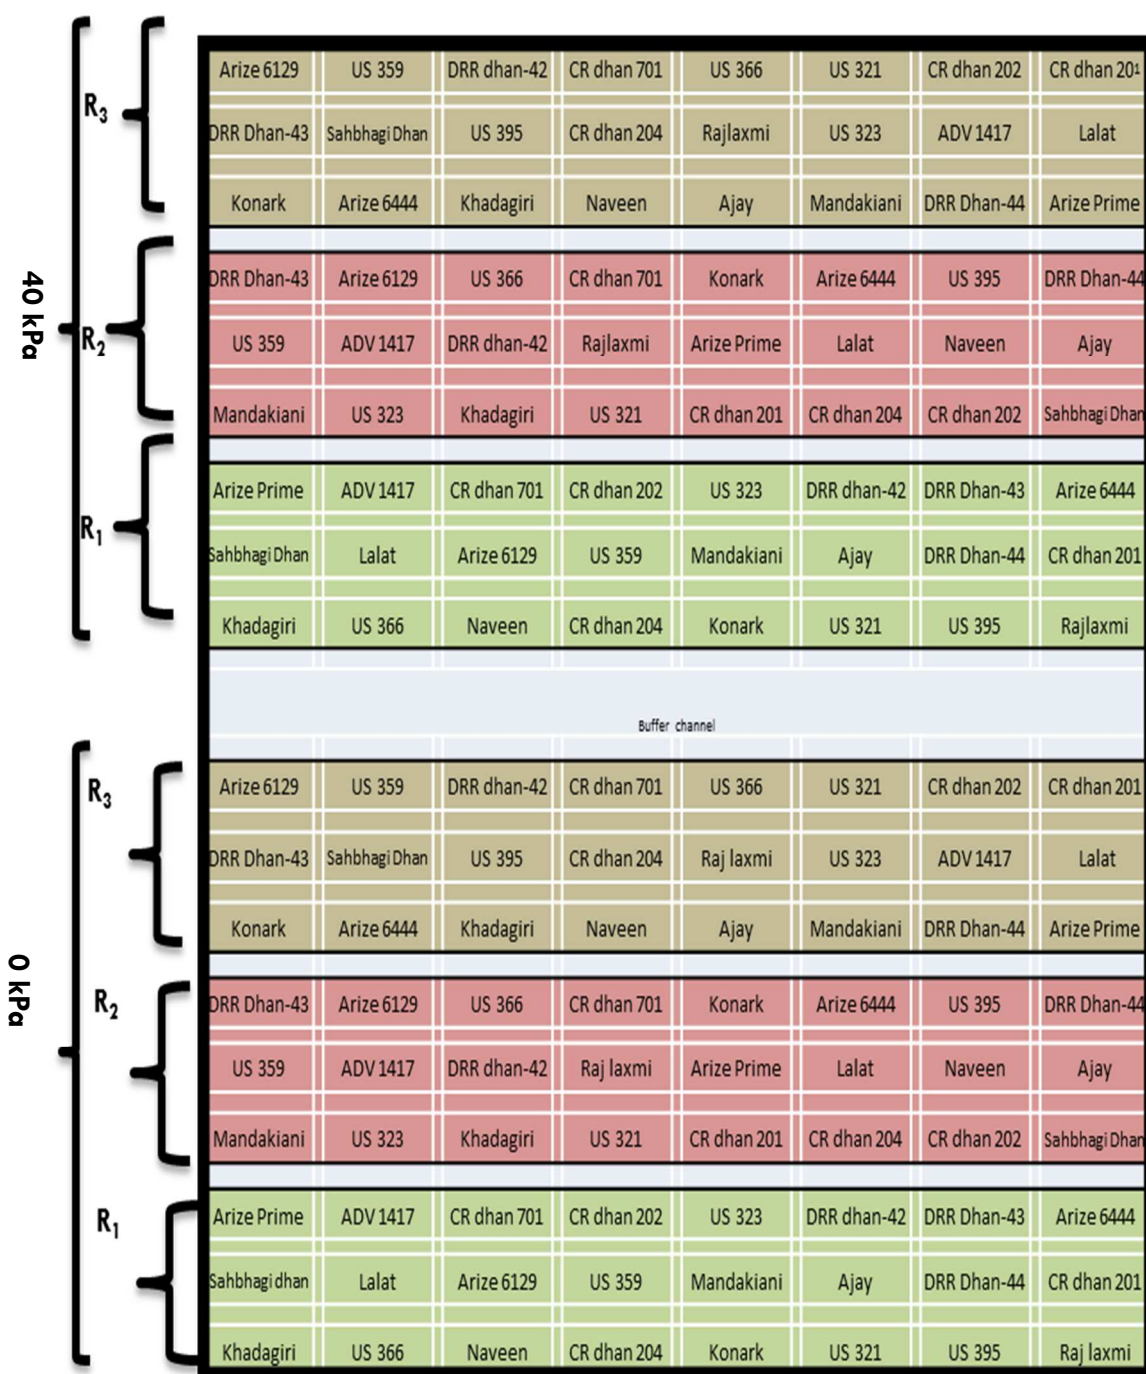 R3
40 kPa
Arize 6129 US 359 DRR dhan-42 CR dhan 701 US 366 US 321 CR dhan 202 CR dhan 201
DRR Dhan-43 Sahbhagi Dhan US 395 CR dhan 204 Rajlaxmi US 323 ADV 1417 Lalat
Konark Arize 6444 Khadagiri Naveen Ajay Mandakiani DRR Dhan-44 Arize Prime
R2
DRR Dhan-43 Arize 6129 US 366 CR dhan 701 Konark Arize 6444 US 395 DRR Dhan-44
US 359 ADV 1417 DRR dhan-42 Rajlaxmi Arize Prime Lalat Naveen Ajay
Mandakiani US 323 Khadagiri US 321 CR dhan 201 CR dhan 204 CR dhan 202 Sahbhagi Dhan
R1
Arize Prime ADV 1417 CR dhan 701 CR dhan 202 US 323 DRR dhan-42 DRR Dhan-43 Arize 6444
Sahbhagi Dhan Lalat Arize 6129 US 359 Mandakiani Ajay DRR Dhan-44 CR dhan 201
Khadagiri US 366 Naveen CR dhan 204 Konark US 321 US 395 Rajlaxmi
Buffer channel
0 kPa
R3
Arize 6129 US 359 DRR dhan-42 CR dhan 701 US 366 US 321 CR dhan 202 CR dhan 201
DRR Dhan-43 Sahbhagi Dhan US 395 CR dhan 204 Raj laxmi US 323 ADV 1417 Lalat
Konark Arize 6444 Khadagiri Naveen Ajay Mandakiani DRR Dhan-44 Arize Prime
R2
DRR Dhan-43 Arize 6129 US 366 CR dhan 701 Konark Arize 6444 US 395 DRR Dhan-44
US 359 ADV 1417 DRR dhan-42 Raj laxmi Arize Prime Lalat Naveen Ajay
Mandakiani US 323 Khadagiri US 321 CR dhan 201 CR dhan 204 CR dhan 202 Sahbhagi Dhan
R1
Arize Prime ADV 1417 CR dhan 701 CR dhan 202 US 323 DRR dhan-42 DRR Dhan-43 Arize 6444
Sahbhagi dhan Lalat Arize 6129 US 359 Mandakiani Ajay DRR Dhan-44 CR dhan 201
Khadagiri US 366 Naveen CR dhan 204 Konark US 321 US 395 Raj laxmi